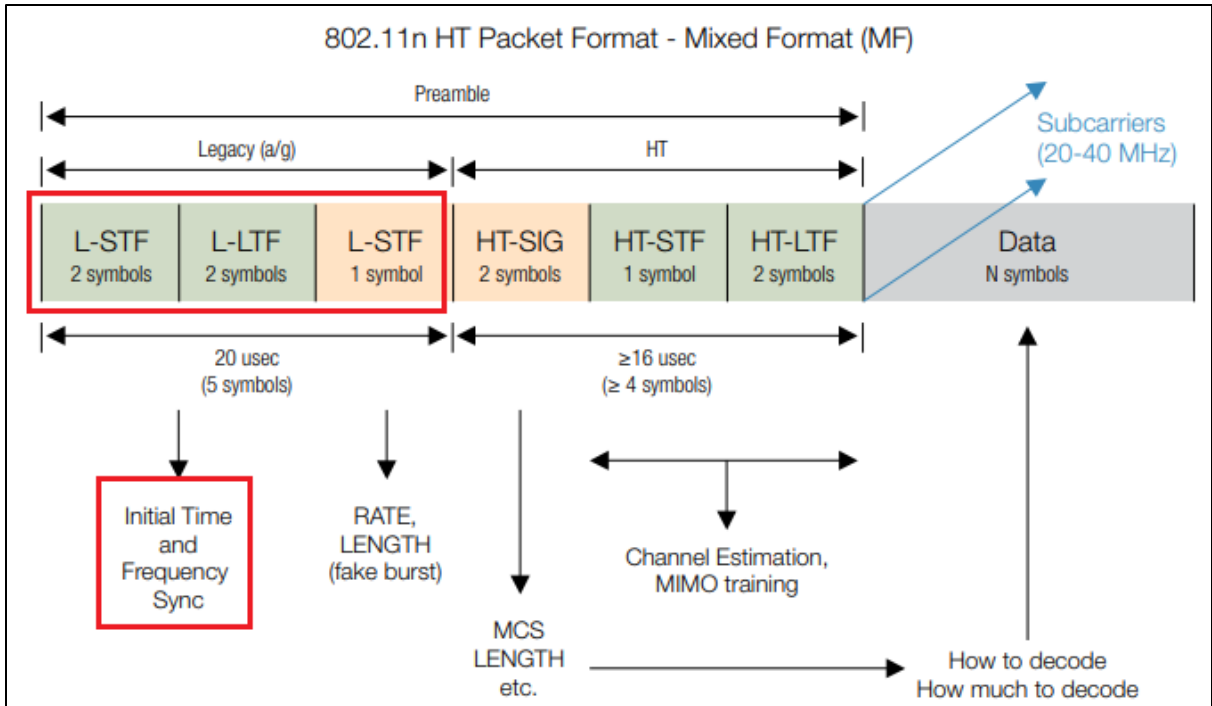 802.11n HT Packet Format - Mixed Format (MF)
Preamble
Legacy (a/g)
HT
Subcarriers
(20-40 MHz)
L-STF
2 symbols
L-LTF
2 symbols
L-STF
1 symbol
HT-SIG
2 symbols
HT-STF
1 symbol
HT-LTF
2 symbols
Data
N symbols
20 usec
(5 symbols)
≥16 usec
(≥ 4 symbols)
Initial Time
and
Frequency
Sync
RATE,
LENGTH
(fake burst)
Channel Estimation,
MIMO training
MCS
LENGTH
etc.
How to decode
How much to decode